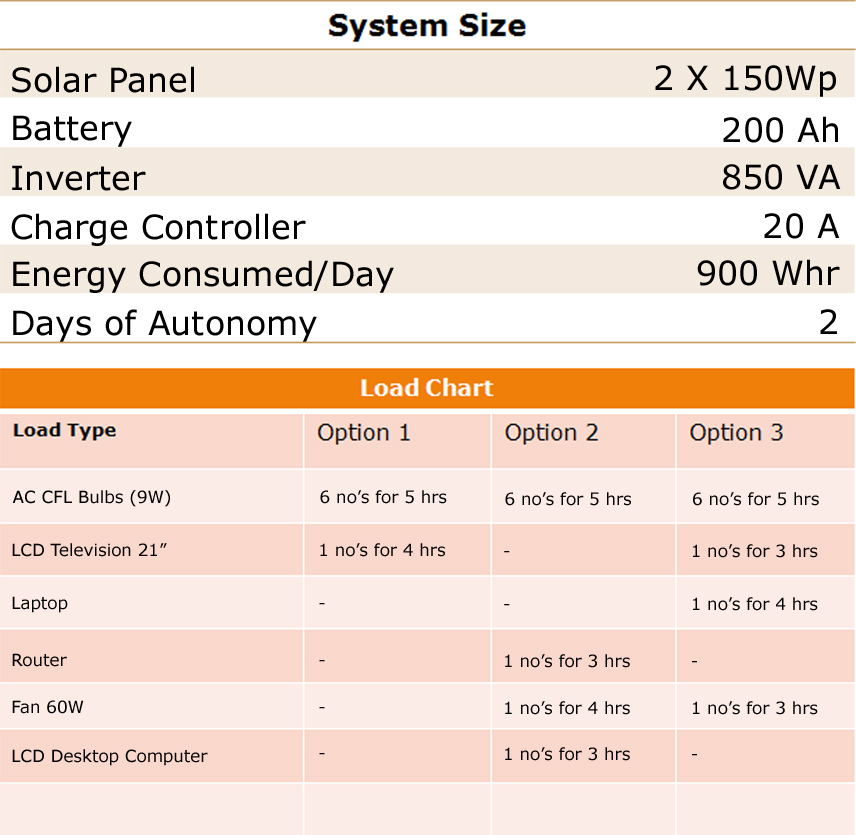 System Size
Solar Panel 2 X 150Wp
Battery 200 Ah
Inverter 850 VA
Charge Controller 20 A
Energy Consumed/Day 900 Whr
Days of Autonomy 2
Load Chart
Load Type Option 1 Option 2 Option 3
AC CFL Bulbs (9W) 6 no’s for 5 hrs 6 no’s for 5 hrs 6 no’s for 5 hrs
LCD Television 21” 1 no’s for 4 hrs - 1 no’s for 3 hrs
Laptop - - 1 no’s for 4 hrs
Router - 1 no’s for 3 hrs -
Fan 60W - 1 no’s for 4 hrs 1 no’s for 3 hrs
LCD Desktop Computer - 1 no’s for 3 hrs -